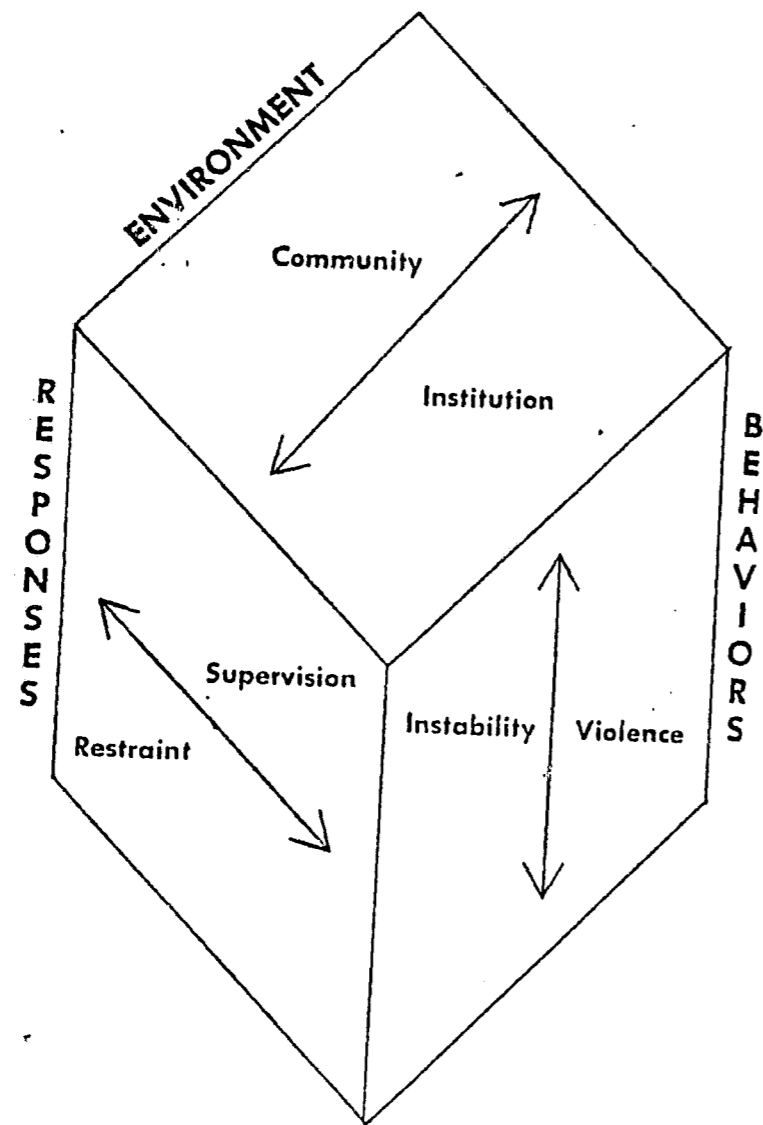 ENVIRONMENT
Community
Institution
RESPONSES
Supervision
Restraint
BEHAVIORS
Instability
Violence